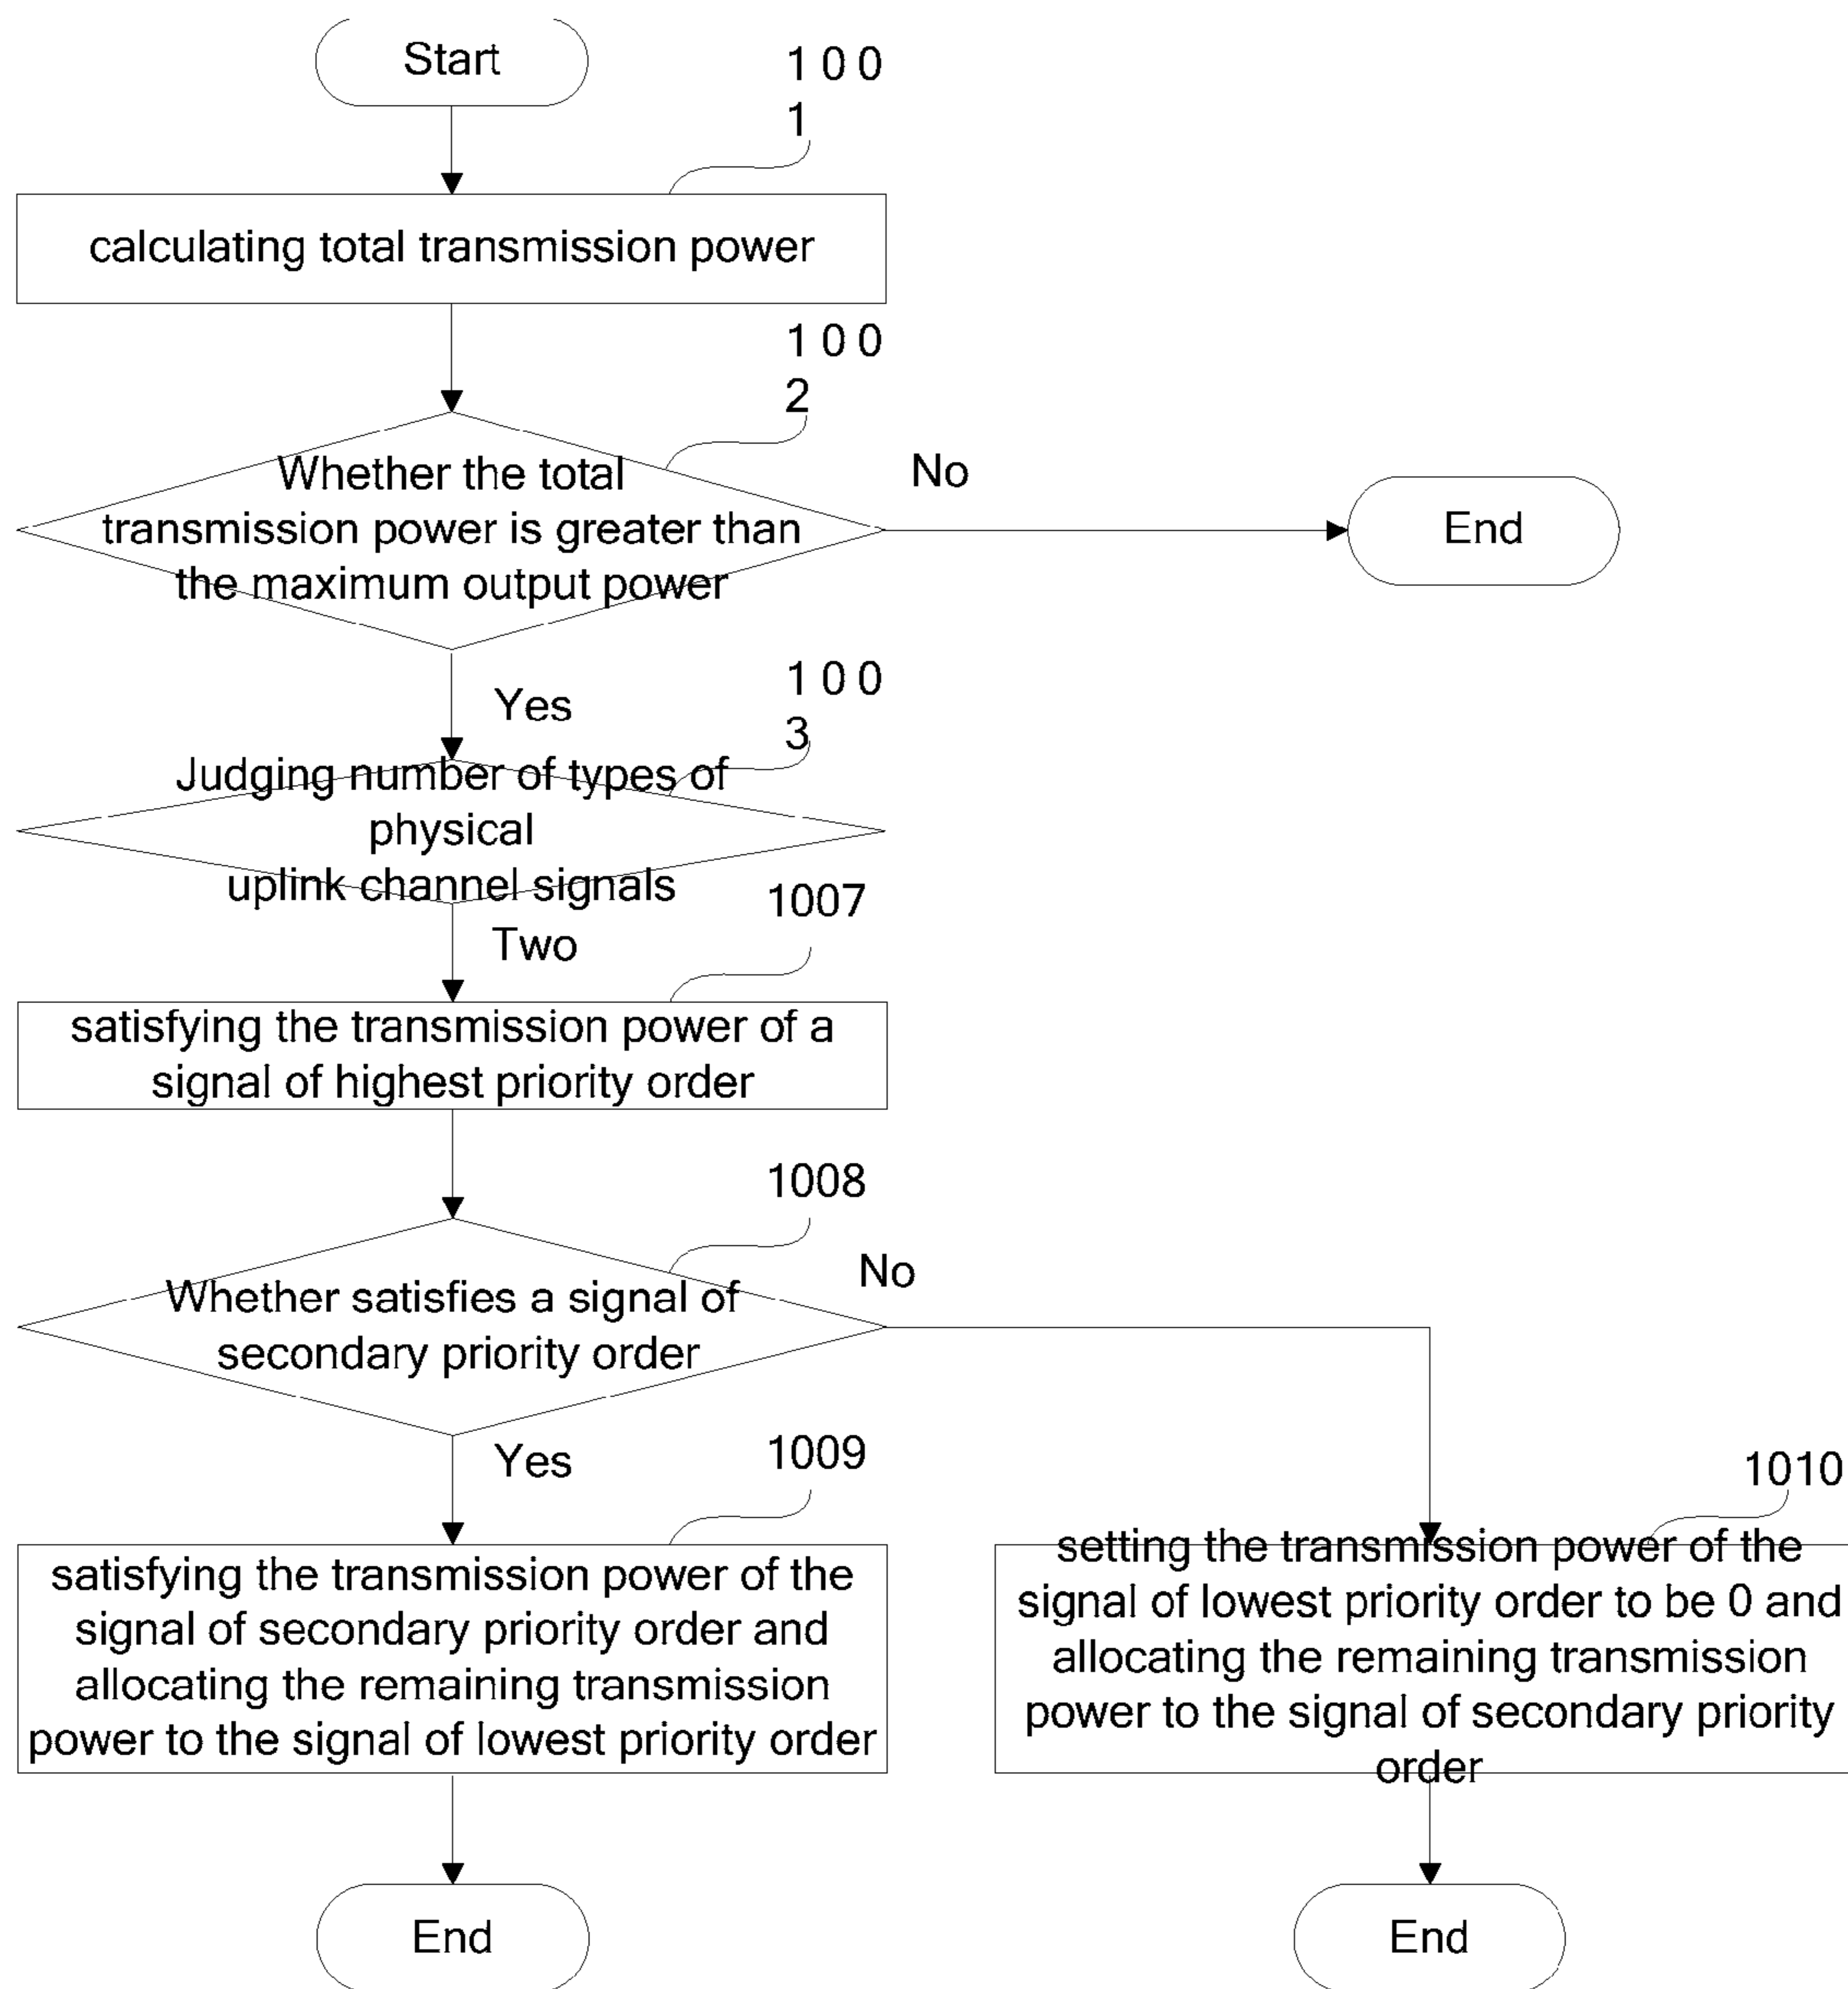 Start
1 0 0
1
calculating total transmission power
1 0 0
2
Whether the total
transmission power is greater than
the maximum output power
No
End
Yes
1 0 0
3
Judging number of types of
physical
uplink channel signals
Two
1007
satisfying the transmission power of a
signal of highest priority order
1008
Whether satisfies a signal of
secondary priority order
No
Yes
1009
satisfying the transmission power of the
signal of secondary priority order and
allocating the remaining transmission
power to the signal of lowest priority order
1010
setting the transmission power of the
signal of lowest priority order to be 0 and
allocating the remaining transmission
power to the signal of secondary priority
order
End
End